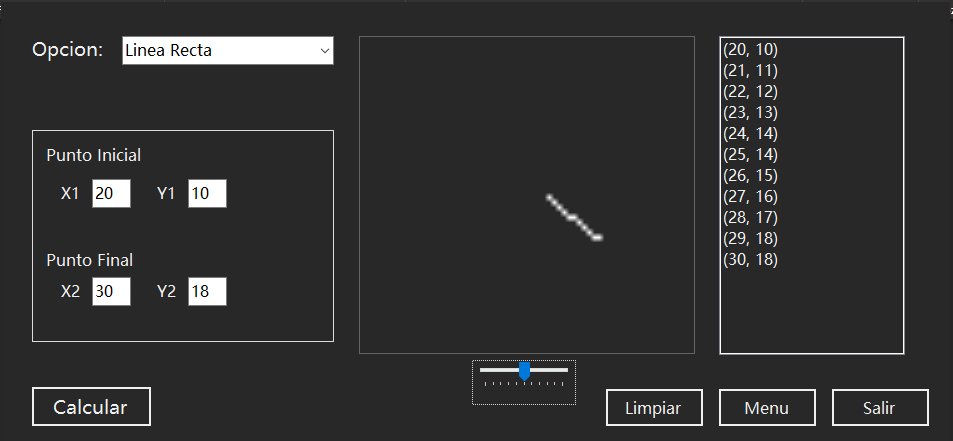 Opcion: Linea Recta
Punto Inicial
X1 20 Y1 10
Punto Final
X2 30 Y2 18
Calcular
(20, 10)
(21, 11)
(22, 12)
(23, 13)
(24, 14)
(25, 14)
(26, 15)
(27, 16)
(28, 17)
(29, 18)
(30, 18)
Limpiar Menu Salir